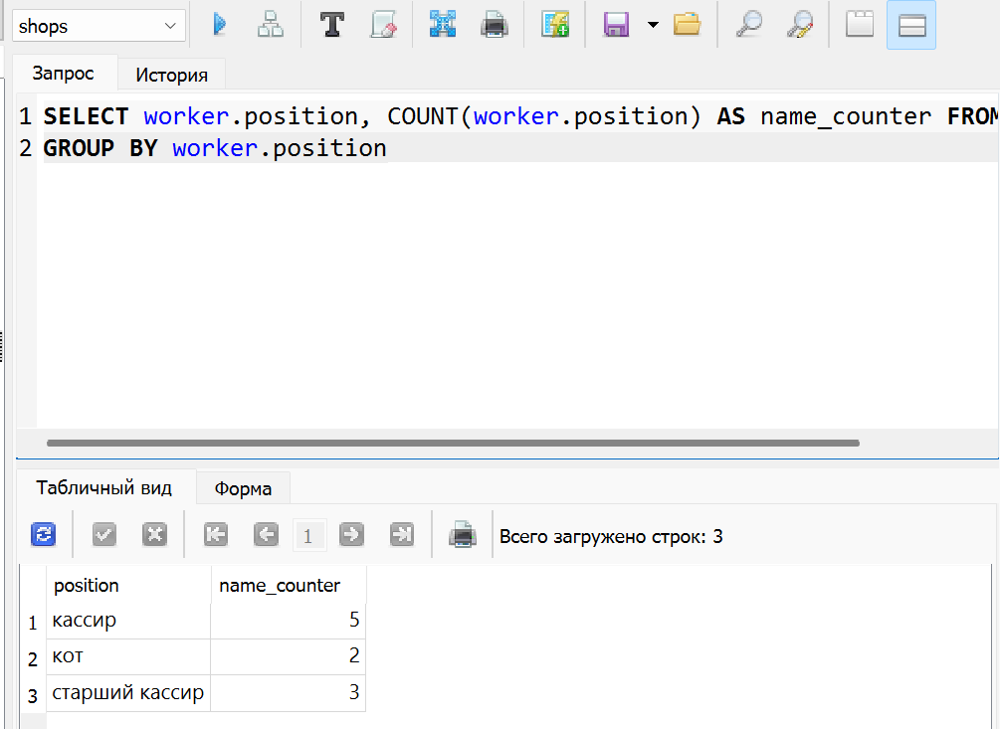 shops
Запрос История
1 SELECT worker.position, COUNT(worker.position) AS name_counter FROM
2 GROUP BY worker.position
Табличный вид Форма
1 Всего загружено строк: 3
position name_counter
1 кассир 5
2 кот 2
3 старший кассир 3